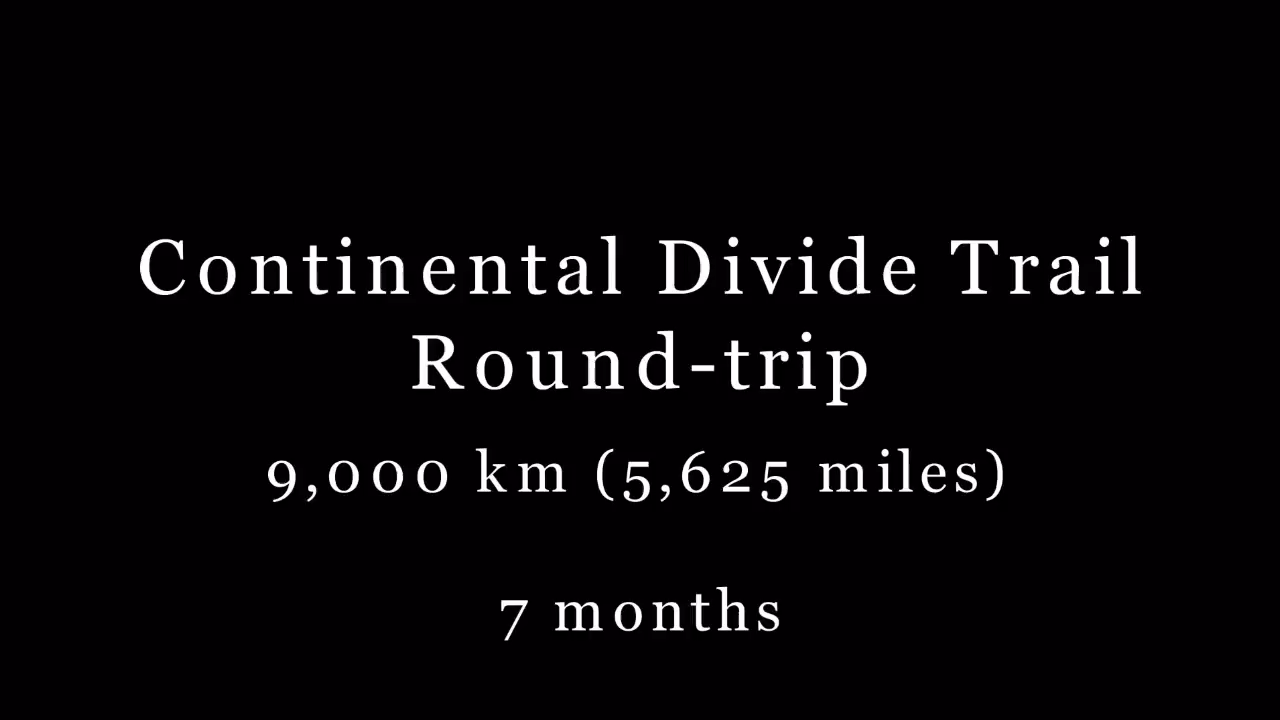 Continental Divide Trail
Round-trip
9,000 km (5,625 miles)
7 months